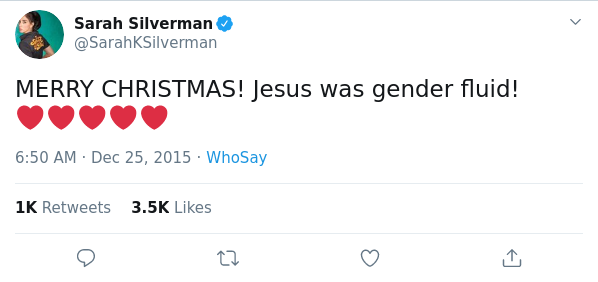 Sarah Silverman
@SarahKSilverman
MERRY CHRISTMAS! Jesus was gender fluid!
❤️❤️❤️❤️❤️
6:50 AM · Dec 25, 2015 · WhoSay
1K Retweets 3.5K Likes